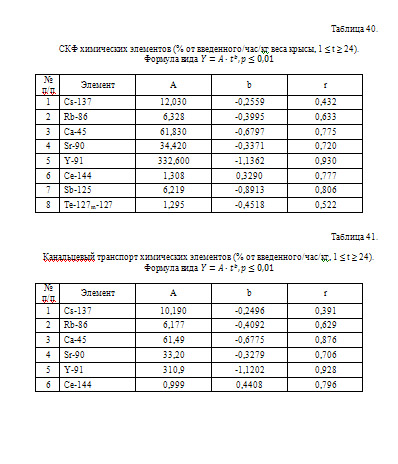 Таблица 40.
СКФ химических элементов (% от введенного/час/кг веса крысы, 1 ≤ t ≥ 24).
Формула вида Y = A · tᵇ, p ≤ 0,01
№ п/п. Элемент A b r
1 Cs-137 12,030 -0,2559 0,432
2 Rb-86 6,328 -0,3995 0,633
3 Ca-45 61,830 -0,6797 0,775
4 Sr-90 34,420 -0,3371 0,720
5 Y-91 332,600 -1,1362 0,930
6 Ce-144 1,308 0,3290 0,777
7 Sb-125 6,219 -0,8913 0,806
8 Te-127m-127 1,295 -0,4518 0,522
Таблица 41.
Канальцевый транспорт химических элементов (% от введенного/час/кг, 1 ≤ t ≥ 24).
Формула вида Y = A · tᵇ, p ≤ 0,01
№ п/п. Элемент A b r
1 Cs-137 10,190 -0,2496 0,391
2 Rb-86 6,177 -0,4092 0,629
3 Ca-45 61,49 -0,6775 0,876
4 Sr-90 33,20 -0,3279 0,706
5 Y-91 310,9 -1,1202 0,928
6 Ce-144 0,999 0,4408 0,796